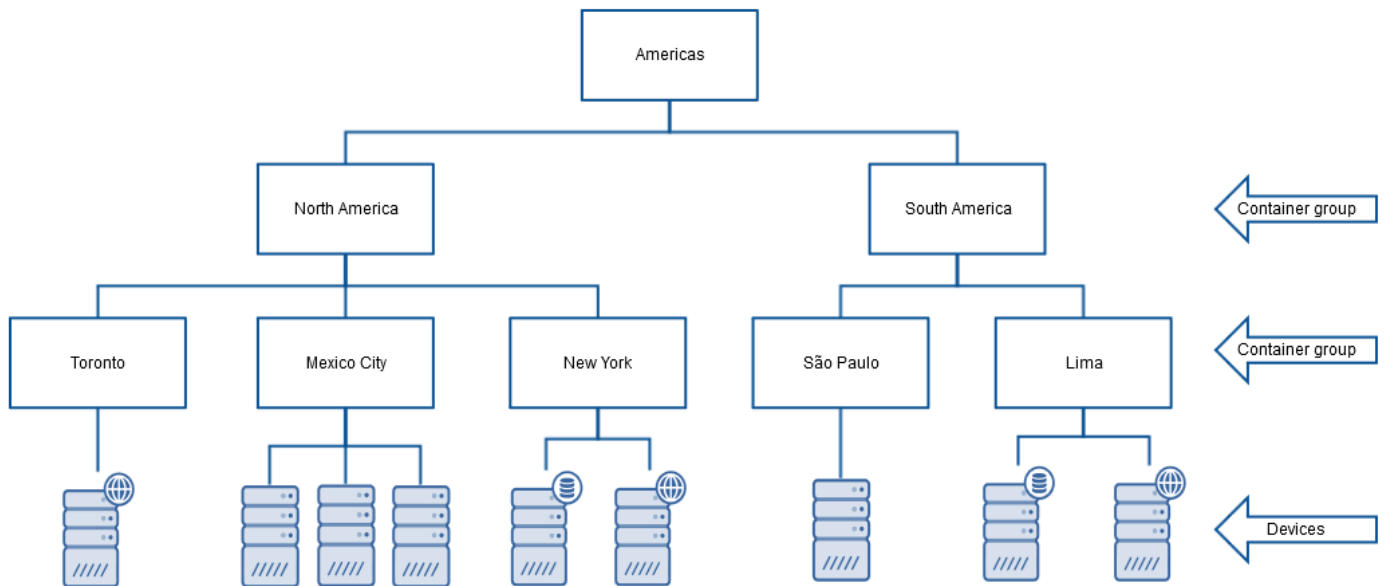 Americas
North America
South America
Container group
Toronto
Mexico City
New York
São Paulo
Lima
Container group
Devices